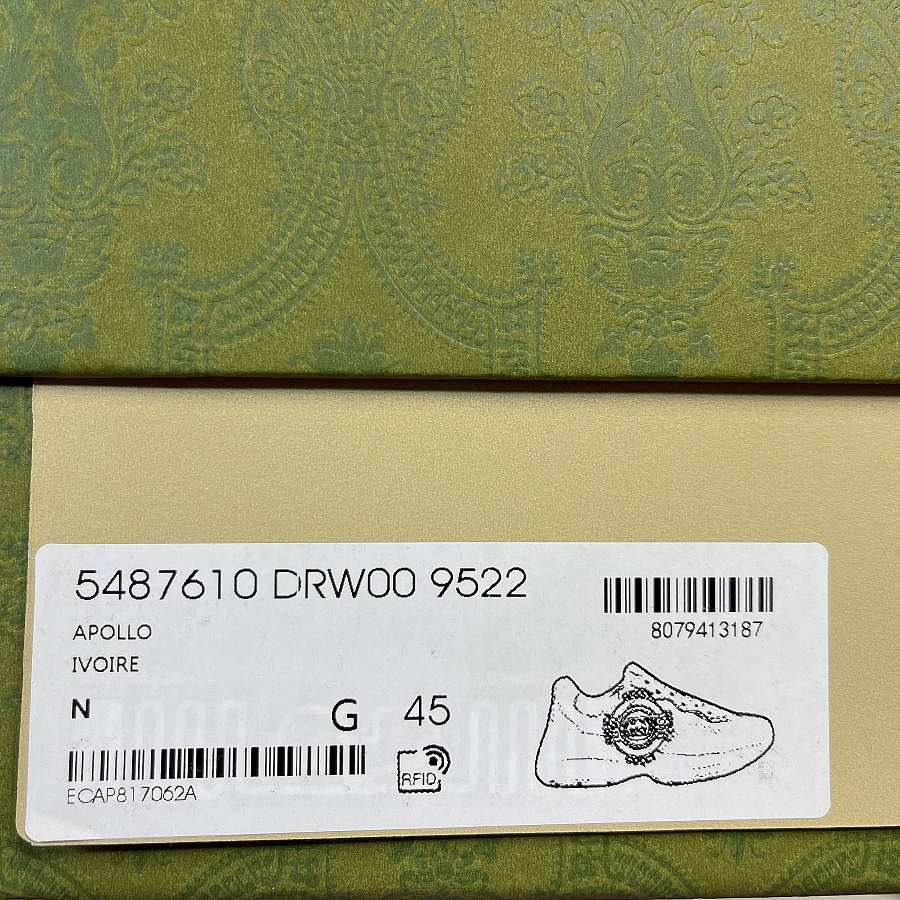 5487610 DRW00 9522
8079413187
APOLLO
IVOIRE
N
G 45
RFID
ECAP817062A